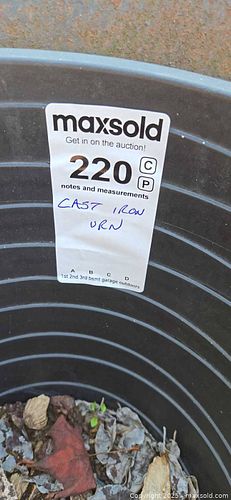 maxsold
Get in on the auction!
220 C
P
notes and measurements
CAST IRON
URN
A B C D
1st 2nd 3rd bsmt garage outdoors
Copyright 2025 - maxsold.com